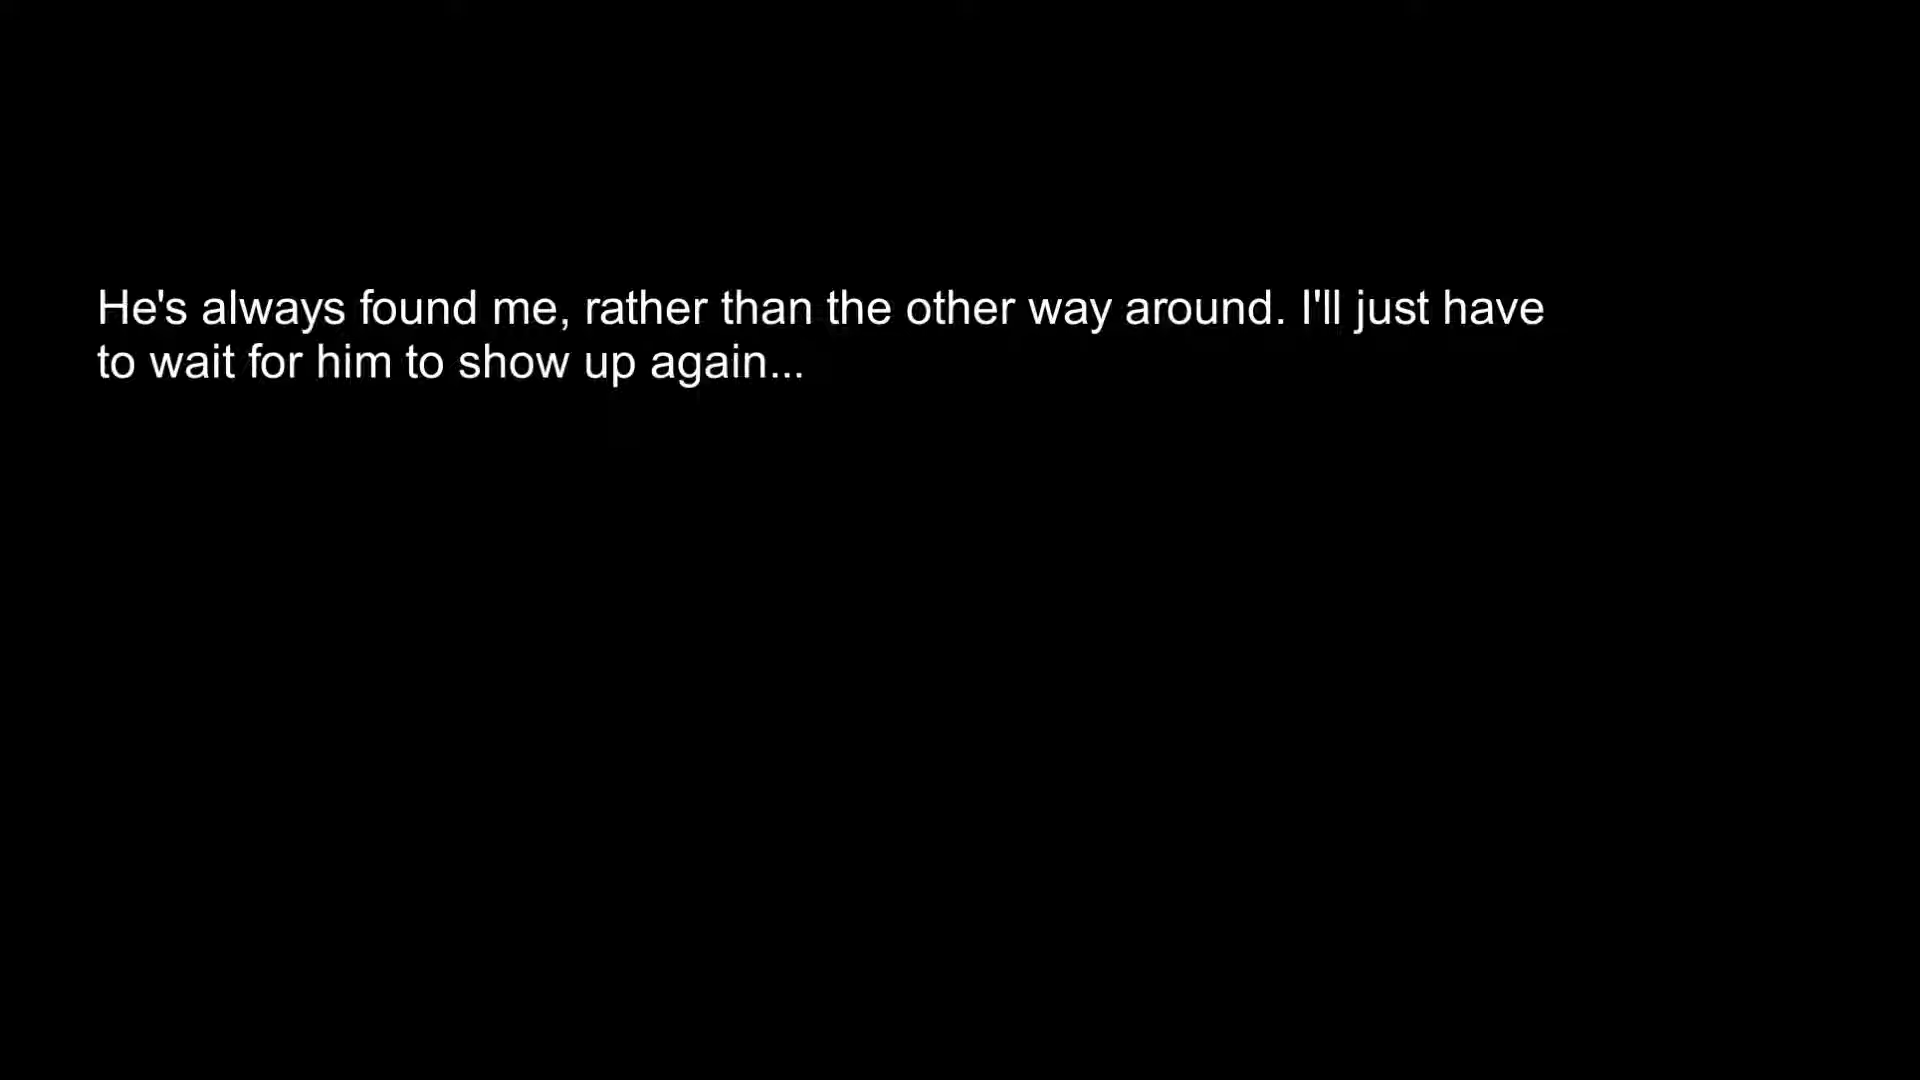 He's always found me, rather than the other way around. I'll just have
to wait for him to show up again...